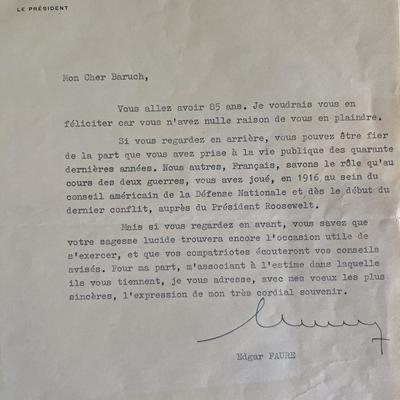 LE PRÉSIDENT
Mon Cher Baruch,
Vous allez avoir 85 ans. Je voudrais vous en
féliciter car vous n'avez nulle raison de vous en plaindre.
Si vous regardez en arrière, vous pouvez être fier
de la part que vous avez prise à la vie publique des quarante
dernières années. Nous autres, Français, savons le rôle qu'au
cours des deux guerres, vous avez joué, en 1916 au sein du
conseil américain de la Défense Nationale et dès le début du
dernier conflit, auprès du Président Roosewelt.
Mais si vous regardez en avant, vous savez que
votre sagesse lucide trouvera encore l'occasion utile de
s'exercer, et que vos compatriotes écouteront vos conseils
avisés. Pour ma part, m'associant à l'estime dans laquelle
ils vous tiennent, je vous adresse, avec mes voeux les plus
sincères, l'expression de mon très cordial souvenir.
Edgar FAURE